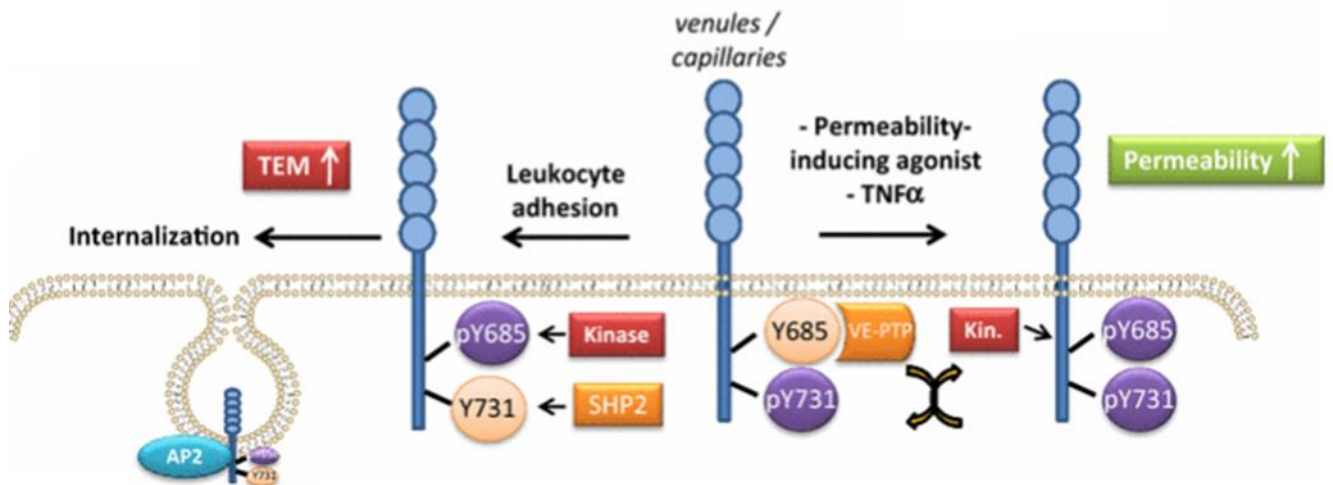 venules /
capillaries
TEM ↑
Leukocyte
adhesion
- Permeability-
inducing agonist
- TNFα
Permeability ↑
Internalization
pY685
Kinase
Y685
VE-PTP
Kin.
pY685
Y731
SHP2
pY731
pY731
AP2
Y731